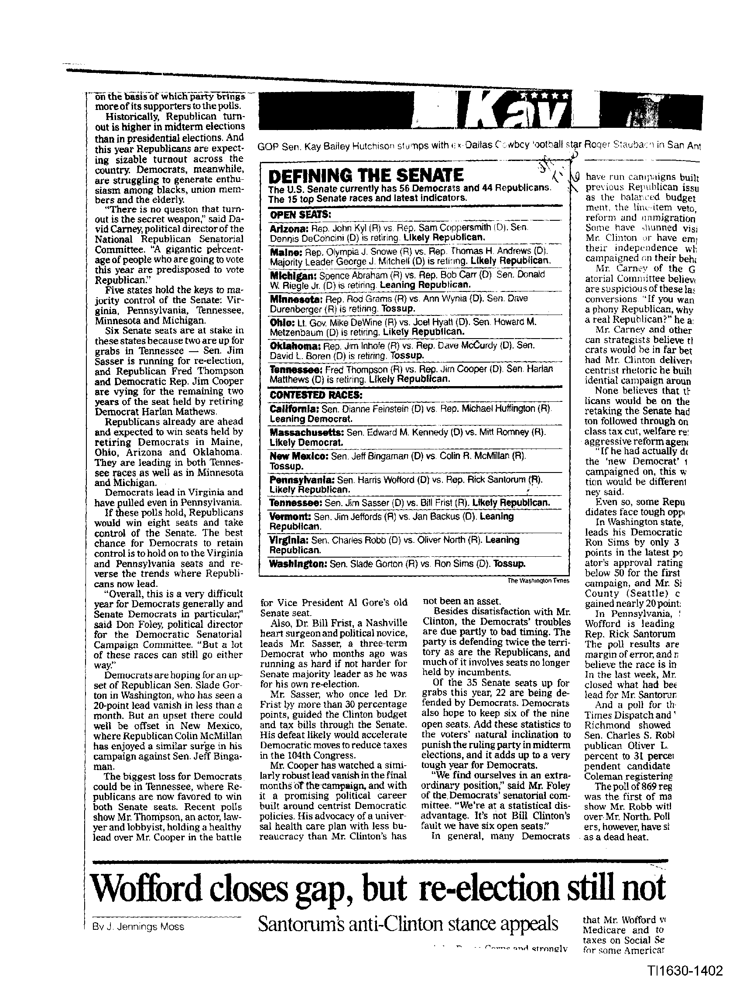 on the basis of which party brings
more of its supporters to the polls.
Historically, Republican turn-
out is higher in midterm elections
than in presidential elections. And
this year Republicans are expect-
ing sizable turnout across the
country. Democrats, meanwhile,
are struggling to generate enthu-
siasm among blacks, union mem-
bers and the elderly.
"There is no queston that turn-
out is the secret weapon," said Da-
vid Carney, political director of the
National Republican Senatorial
Committee. "A gigantic percent-
age of people who are going to vote
this year are predisposed to vote
Republican."
Five states hold the keys to ma-
jority control of the Senate: Vir-
ginia, Pennsylvania, Tennessee,
Minnesota and Michigan.
Six Senate seats are at stake in
these states because two are up for
grabs in Tennessee — Sen. Jim
Sasser is running for re-election,
and Republican Fred Thompson
and Democratic Rep. Jim Cooper
are vying for the remaining two
years of the seat held by retiring
Democrat Harlan Mathews.
Republicans already are ahead
and expected to win seats held by
retiring Democrats in Maine,
Ohio, Arizona and Oklahoma.
They are leading in both Tennes-
see races as well as in Minnesota
and Michigan.
Democrats lead in Virginia and
have pulled even in Pennsylvania.
If these polls hold, Republicans
would win eight seats and take
control of the Senate. The best
chance for Democrats to retain
control is to hold on to the Virginia
and Pennsylvania seats and re-
verse the trends where Republi-
cans now lead.
"Overall, this is a very difficult
year for Democrats generally and
Senate Democrats in particular,"
said Don Foley, political director
for the Democratic Senatorial
Campaign Committee. "But a lot
of these races can still go either
way."
Democrats are hoping for an up-
set of Republican Sen. Slade Gor-
ton in Washington, who has seen a
20-point lead vanish in less than a
month. But an upset there could
well be offset in New Mexico,
where Republican Colin McMillan
has enjoyed a similar surge in his
campaign against Sen. Jeff Binga-
man.
The biggest loss for Democrats
could be in Tennessee, where Re-
publicans are now favored to win
both Senate seats. Recent polls
show Mr. Thompson, an actor, law-
yer and lobbyist, holding a healthy
lead over Mr. Cooper in the battle
Kay
GOP Sen. Kay Bailey Hutchison stumps with ex-Dallas Cowboy football star Roger Staubach in San Ant
DEFINING THE SENATE
The U.S. Senate currently has 56 Democrats and 44 Republicans.
The 15 top Senate races and latest indicators.
OPEN SEATS:
Arizona: Rep. John Kyl (R) vs. Rep. Sam Coppersmith (D). Sen.
Dennis DeConcini (D) is retiring. Likely Republican.
Maine: Rep. Olympia J. Snowe (R) vs. Rep. Thomas H. Andrews (D).
Majority Leader George J. Mitchell (D) is retiring. Likely Republican.
Michigan: Spence Abraham (R) vs. Rep. Bob Carr (D) Sen. Donald
W. Riegle Jr. (D) is retiring. Leaning Republican.
Minnesota: Rep. Rod Grams (R) vs. Ann Wynia (D). Sen. Dave
Durenberger (R) is retiring. Tossup.
Ohio: Lt. Gov. Mike DeWine (R) vs. Joel Hyatt (D). Sen. Howard M.
Metzenbaum (D) is retiring. Likely Republican.
Oklahoma: Rep. Jim Inhofe (R) vs. Rep. Dave McCurdy (D). Sen.
David L. Boren (D) is retiring. Tossup.
Tennessee: Fred Thompson (R) vs. Rep. Jim Cooper (D). Sen. Harlan
Matthews (D) is retiring. Likely Republican.
CONTESTED RACES:
California: Sen. Dianne Feinstein (D) vs. Rep. Michael Huffington (R).
Leaning Democrat.
Massachusetts: Sen. Edward M. Kennedy (D) vs. Mitt Romney (R).
Likely Democrat.
New Mexico: Sen. Jeff Bingaman (D) vs. Colin R. McMillan (R).
Tossup.
Pennsylvania: Sen. Harris Wofford (D) vs. Rep. Rick Santorum (R).
Likely Republican.
Tennessee: Sen. Jim Sasser (D) vs. Bill Frist (R). Likely Republican.
Vermont: Sen. Jim Jeffords (R) vs. Jan Backus (D). Leaning
Republican.
Virginia: Sen. Charles Robb (D) vs. Oliver North (R). Leaning
Republican.
Washington: Sen. Slade Gorton (R) vs. Ron Sims (D). Tossup.
The Washington Times
for Vice President Al Gore's old
Senate seat.
Also, Dr. Bill Frist, a Nashville
heart surgeon and political novice,
leads Mr. Sasser, a three-term
Democrat who months ago was
running as hard if not harder for
Senate majority leader as he was
for his own re-election.
Mr. Sasser, who once led Dr.
Frist by more than 30 percentage
points, guided the Clinton budget
and tax bills through the Senate.
His defeat likely would accelerate
Democratic moves to reduce taxes
in the 104th Congress.
Mr. Cooper has watched a simi-
larly robust lead vanish in the final
months of the campaign, and with
it a promising political career
built around centrist Democratic
policies. His advocacy of a univer-
sal health care plan with less bu-
reaucracy than Mr. Clinton's has
not been an asset.
Besides disatisfaction with Mr.
Clinton, the Democrats' troubles
are due partly to bad timing. The
party is defending twice the terri-
tory as are the Republicans, and
much of it involves seats no longer
held by incumbents.
Of the 35 Senate seats up for
grabs this year, 22 are being de-
fended by Democrats. Democrats
also hope to keep six of the nine
open seats. Add these statistics to
the voters' natural inclination to
punish the ruling party in midterm
elections, and it adds up to a very
tough year for Democrats.
"We find ourselves in an extra-
ordinary position," said Mr. Foley
of the Democrats' senatorial com-
mittee. "We're at a statistical dis-
advantage. It's not Bill Clinton's
fault we have six open seats."
In general, many Democrats
have run campaigns built
previous Republican issu
as the balanced budget
ment, the line-item veto,
reform and immigration
Some have shunned visi
Mr. Clinton or have em
their independence wh
campaigned on their beha
Mr. Carney of the G
atorial Committee believ
are suspicious of these las
conversions "If you wan
a phony Republican, why
a real Republican?" he a
Mr. Carney and other
can strategists believe th
crats would be in far bet
had Mr. Clinton deliver
centrist rhetoric he built
idential campaign aroun
None believes that th
licans would be on the
retaking the Senate had
ton followed through on
class tax cut, welfare re
aggressive reform agen
"If he had actually de
the 'new Democrat'
campaigned on, this w
tion would be different
ney said.
Even so, some Repu
didates face tough opp
In Washington state,
leads his Democratic
Ron Sims by only 3
points in the latest po
ator's approval rating
below 50 for the first
campaign, and Mr. Si
County (Seattle) c
gained nearly 20 point
In Pennsylvania,
Wofford is leading
Rep. Rick Santorum
The poll results are
margin of error, and
believe the race is in
In the last week, Mr.
closed what had bee
lead for Mr. Santorum
And a poll for th
Times Dispatch and
Richmond showed
Sen. Charles S. Robb
publican Oliver L.
percent to 31 percen
pendent candidate
Coleman registering
The poll of 869 reg
was the first of ma
show Mr. Robb with
over Mr. North. Poll
ers, however, have si
as a dead heat.
Wofford closes gap, but re-election still not
By J. Jennings Moss
Santorum's anti-Clinton stance appeals
and strongly
that Mr. Wofford
Medicare and to
taxes on Social Se
for some American
TI1630-1402